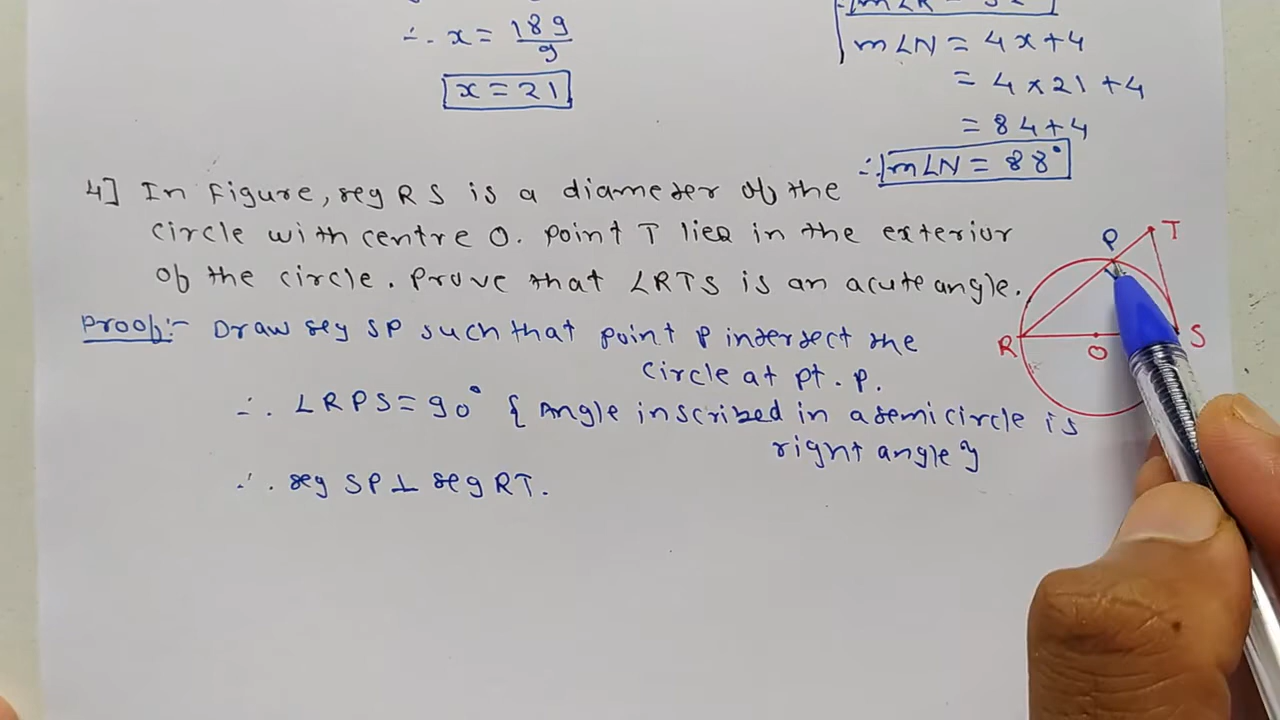 ∴ x = 189/9
x = 21
m∠N = 4x+4
= 4 × 21 + 4
= 84 + 4
∴ m∠N = 88°
4] In Figure, seg RS is a diameter of the
circle with centre O. Point T lies in the exterior
of the circle. Prove that ∠RTS is an acute angle.
P T
R O S
Proof:- Draw seg SP such that point P intersect the
circle at pt. P.
∴ ∠RPS = 90° { Angle inscribed in a semicircle is
right angle }
∴ seg SP ⊥ seg RT.